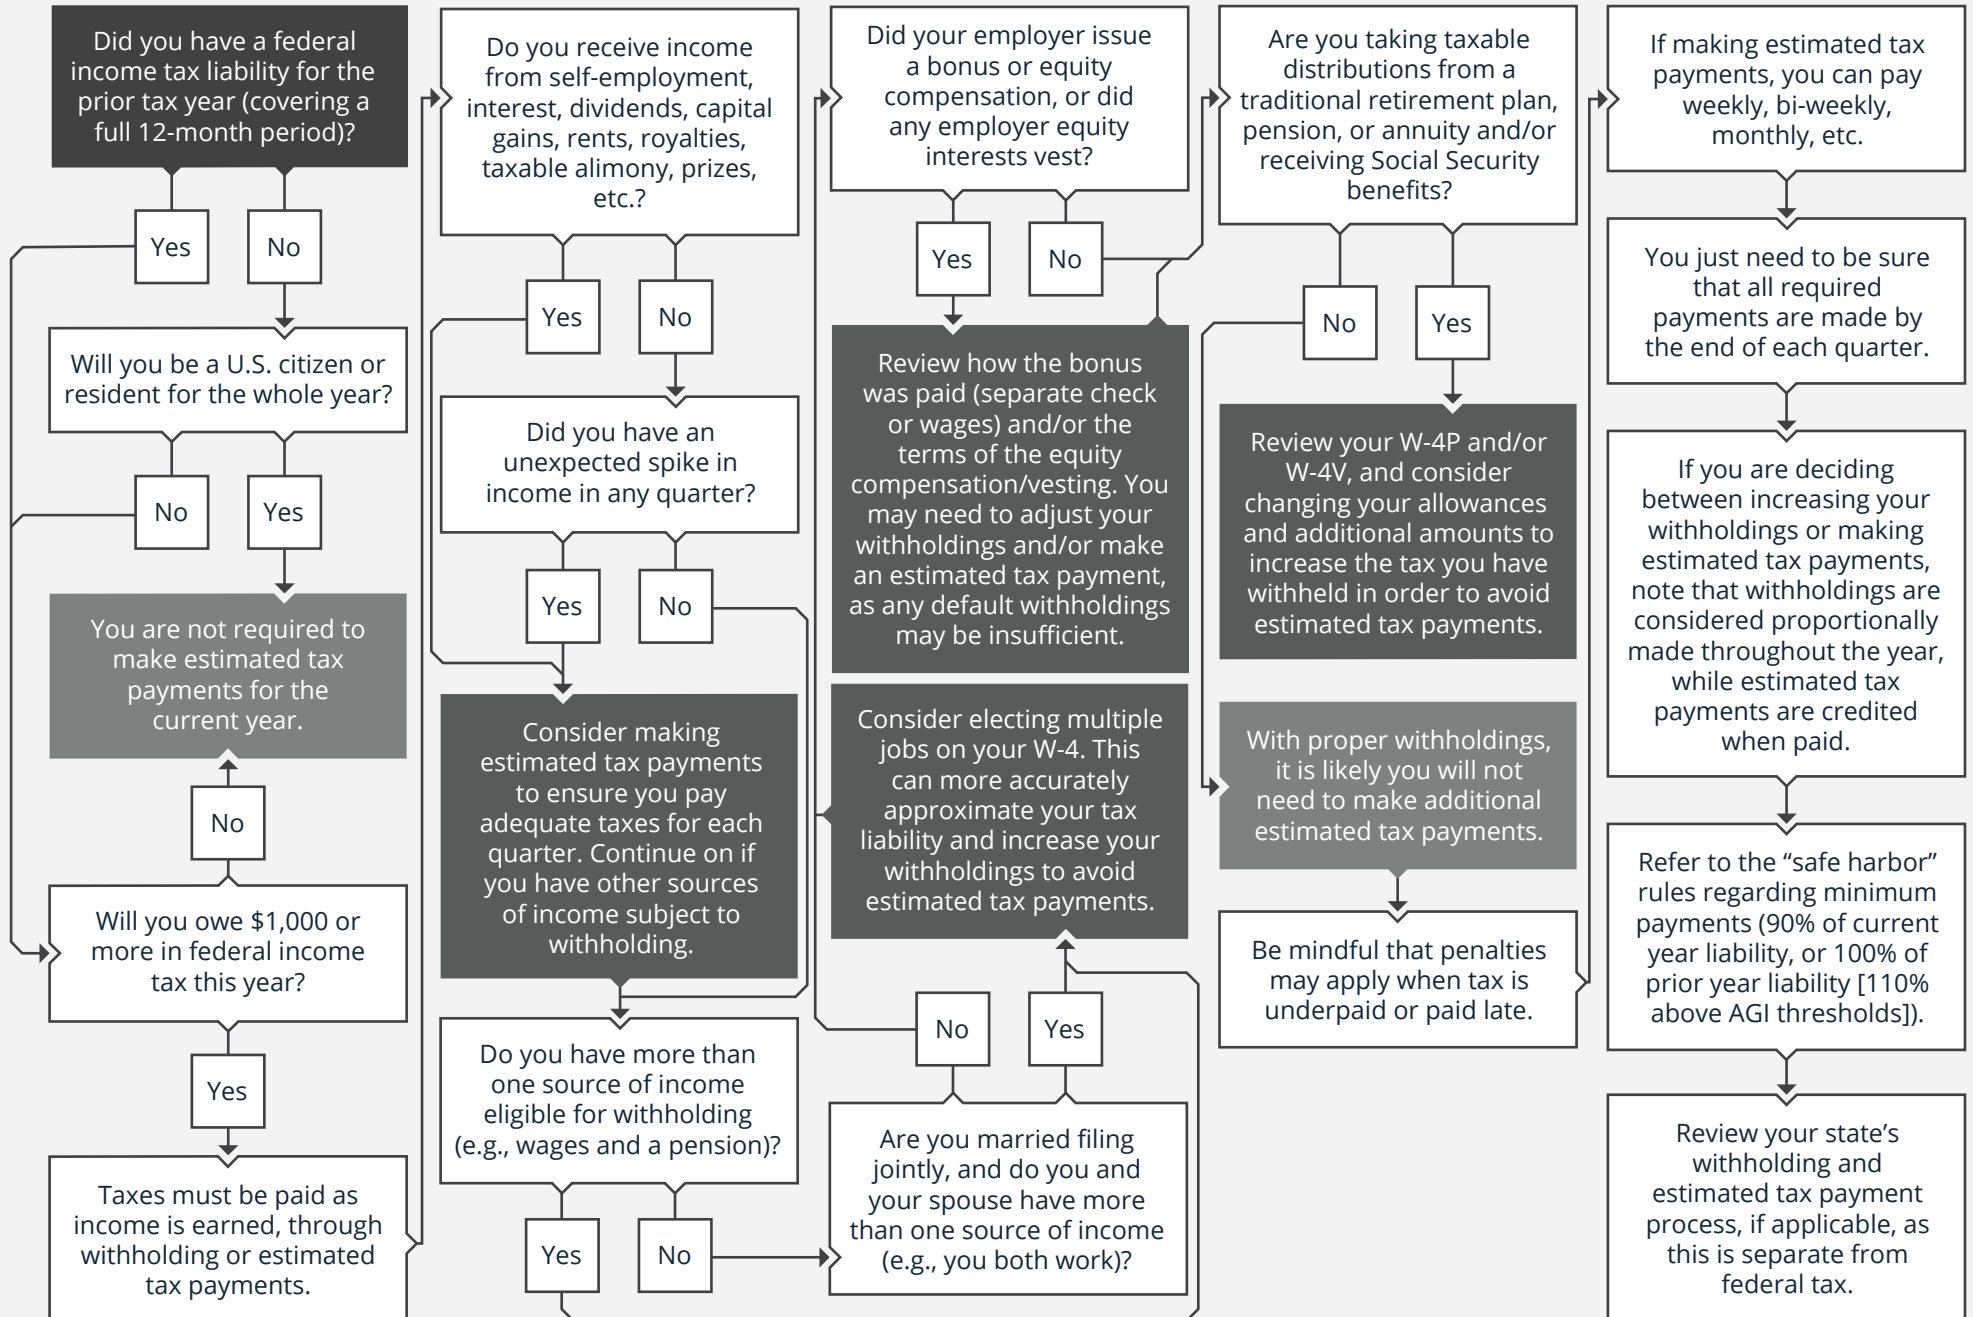 Did you have a federal
income tax liability for the
prior tax year (covering a
full 12-month period)?
Yes
No
Will you be a U.S. citizen or
resident for the whole year?
No
Yes
You are not required to
make estimated tax
payments for the
current year.
No
Will you owe $1,000 or
more in federal income
tax this year?
Yes
Taxes must be paid as
income is earned, through
withholding or estimated
tax payments.
Do you receive income
from self-employment,
interest, dividends, capital
gains, rents, royalties,
taxable alimony, prizes,
etc.?
Yes
No
Did you have an
unexpected spike in
income in any quarter?
Yes
No
Consider making
estimated tax payments
to ensure you pay
adequate taxes for each
quarter. Continue on if
you have other sources
of income subject to
withholding.
Do you have more than
one source of income
eligible for withholding
(e.g., wages and a pension)?
Yes
No
Did your employer issue
a bonus or equity
compensation, or did
any employer equity
interests vest?
Yes
No
Review how the bonus
was paid (separate check
or wages) and/or the
terms of the equity
compensation/vesting. You
may need to adjust your
withholdings and/or make
an estimated tax payment,
as any default withholdings
may be insufficient.
Consider electing multiple
jobs on your W-4. This
can more accurately
approximate your tax
liability and increase your
withholdings to avoid
estimated tax payments.
No
Yes
Are you married filing
jointly, and do you and
your spouse have more
than one source of income
(e.g., you both work)?
Are you taking taxable
distributions from a
traditional retirement plan,
pension, or annuity and/or
receiving Social Security
benefits?
No
Yes
Review your W-4P and/or
W-4V, and consider
changing your allowances
and additional amounts to
increase the tax you have
withheld in order to avoid
estimated tax payments.
With proper withholdings,
it is likely you will not
need to make additional
estimated tax payments.
Be mindful that penalties
may apply when tax is
underpaid or paid late.
If making estimated tax
payments, you can pay
weekly, bi-weekly,
monthly, etc.
You just need to be sure
that all required
payments are made by
the end of each quarter.
If you are deciding
between increasing your
withholdings or making
estimated tax payments,
note that withholdings are
considered proportionally
made throughout the year,
while estimated tax
payments are credited
when paid.
Refer to the “safe harbor”
rules regarding minimum
payments (90% of current
year liability, or 100% of
prior year liability [110%
above AGI thresholds]).
Review your state’s
withholding and
estimated tax payment
process, if applicable, as
this is separate from
federal tax.